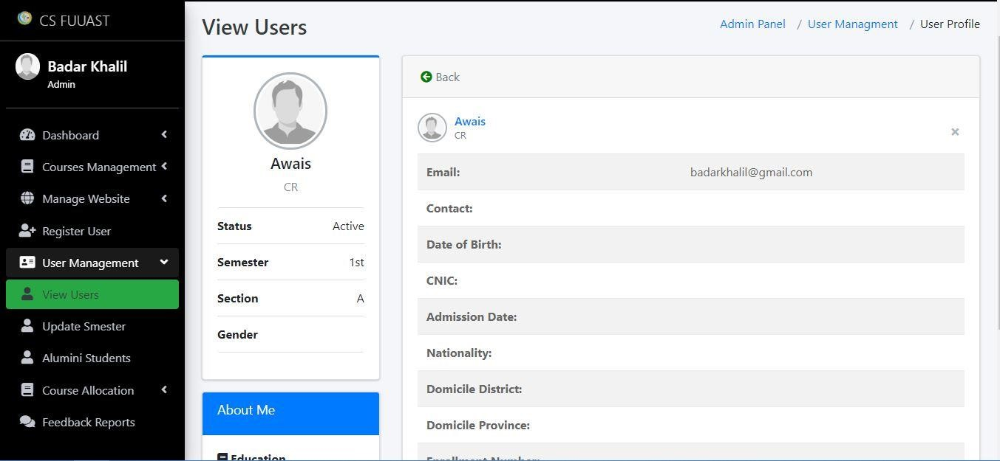 CS FUUAST
Badar Khalil
Admin
Dashboard
Courses Management
Manage Website
Register User
User Management
View Users
Update Smester
Alumini Students
Course Allocation
Feedback Reports
View Users
Admin Panel / User Managment / User Profile
Awais
CR
Status Active
Semester 1st
Section A
Gender
About Me
Education
Back
Awais
CR
×
Email: badarkhalil@gmail.com
Contact:
Date of Birth:
CNIC:
Admission Date:
Nationality:
Domicile District:
Domicile Province:
Enrollment Number: